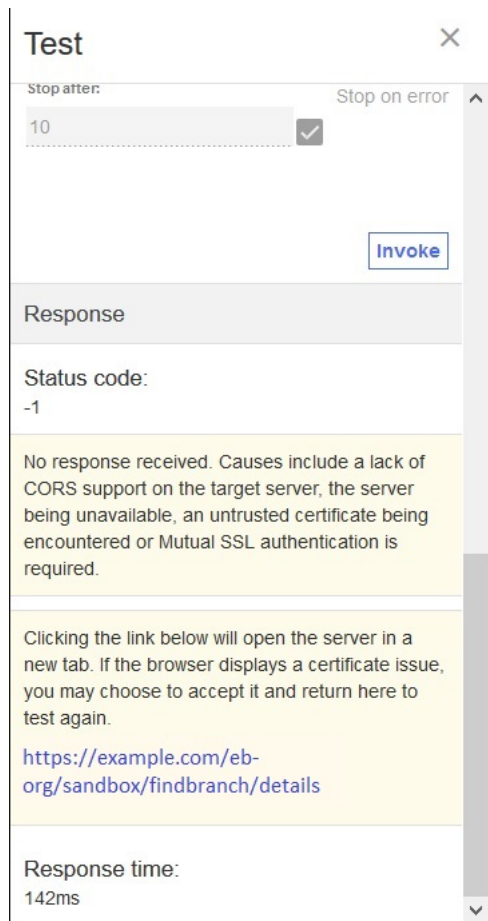 Test
Stop after:
Stop on error
10
Invoke
Response
Status code:
-1
No response received. Causes include a lack of
CORS support on the target server, the server
being unavailable, an untrusted certificate being
encountered or Mutual SSL authentication is
required.
Clicking the link below will open the server in a
new tab. If the browser displays a certificate issue,
you may choose to accept it and return here to
test again.
https://example.com/eb-
org/sandbox/findbranch/details
Response time:
142ms